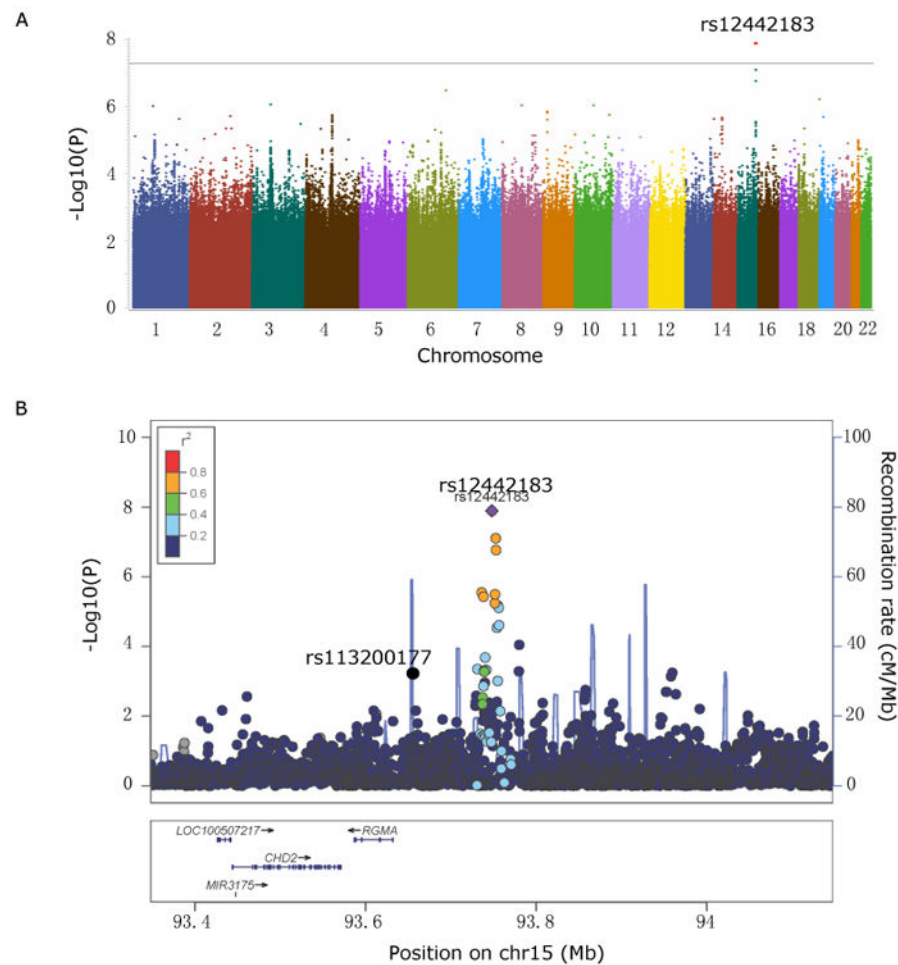 A
rs12442183
8
6
4
2
0
-Log10(P)
1 2 3 4 5 6 7 8 9 10 11 12 14 16 18 20 22
Chromosome
B
10
8
6
4
2
0
-Log10(P)
r2
0.8
0.6
0.4
0.2
rs12442183
rs12442183
rs113200177
100
80
60
40
20
0
Recombination rate (cM/Mb)
LOC100507217→ ←RGMA
CHD2→
MIR3175→
93.4 93.6 93.8 94
Position on chr15 (Mb)